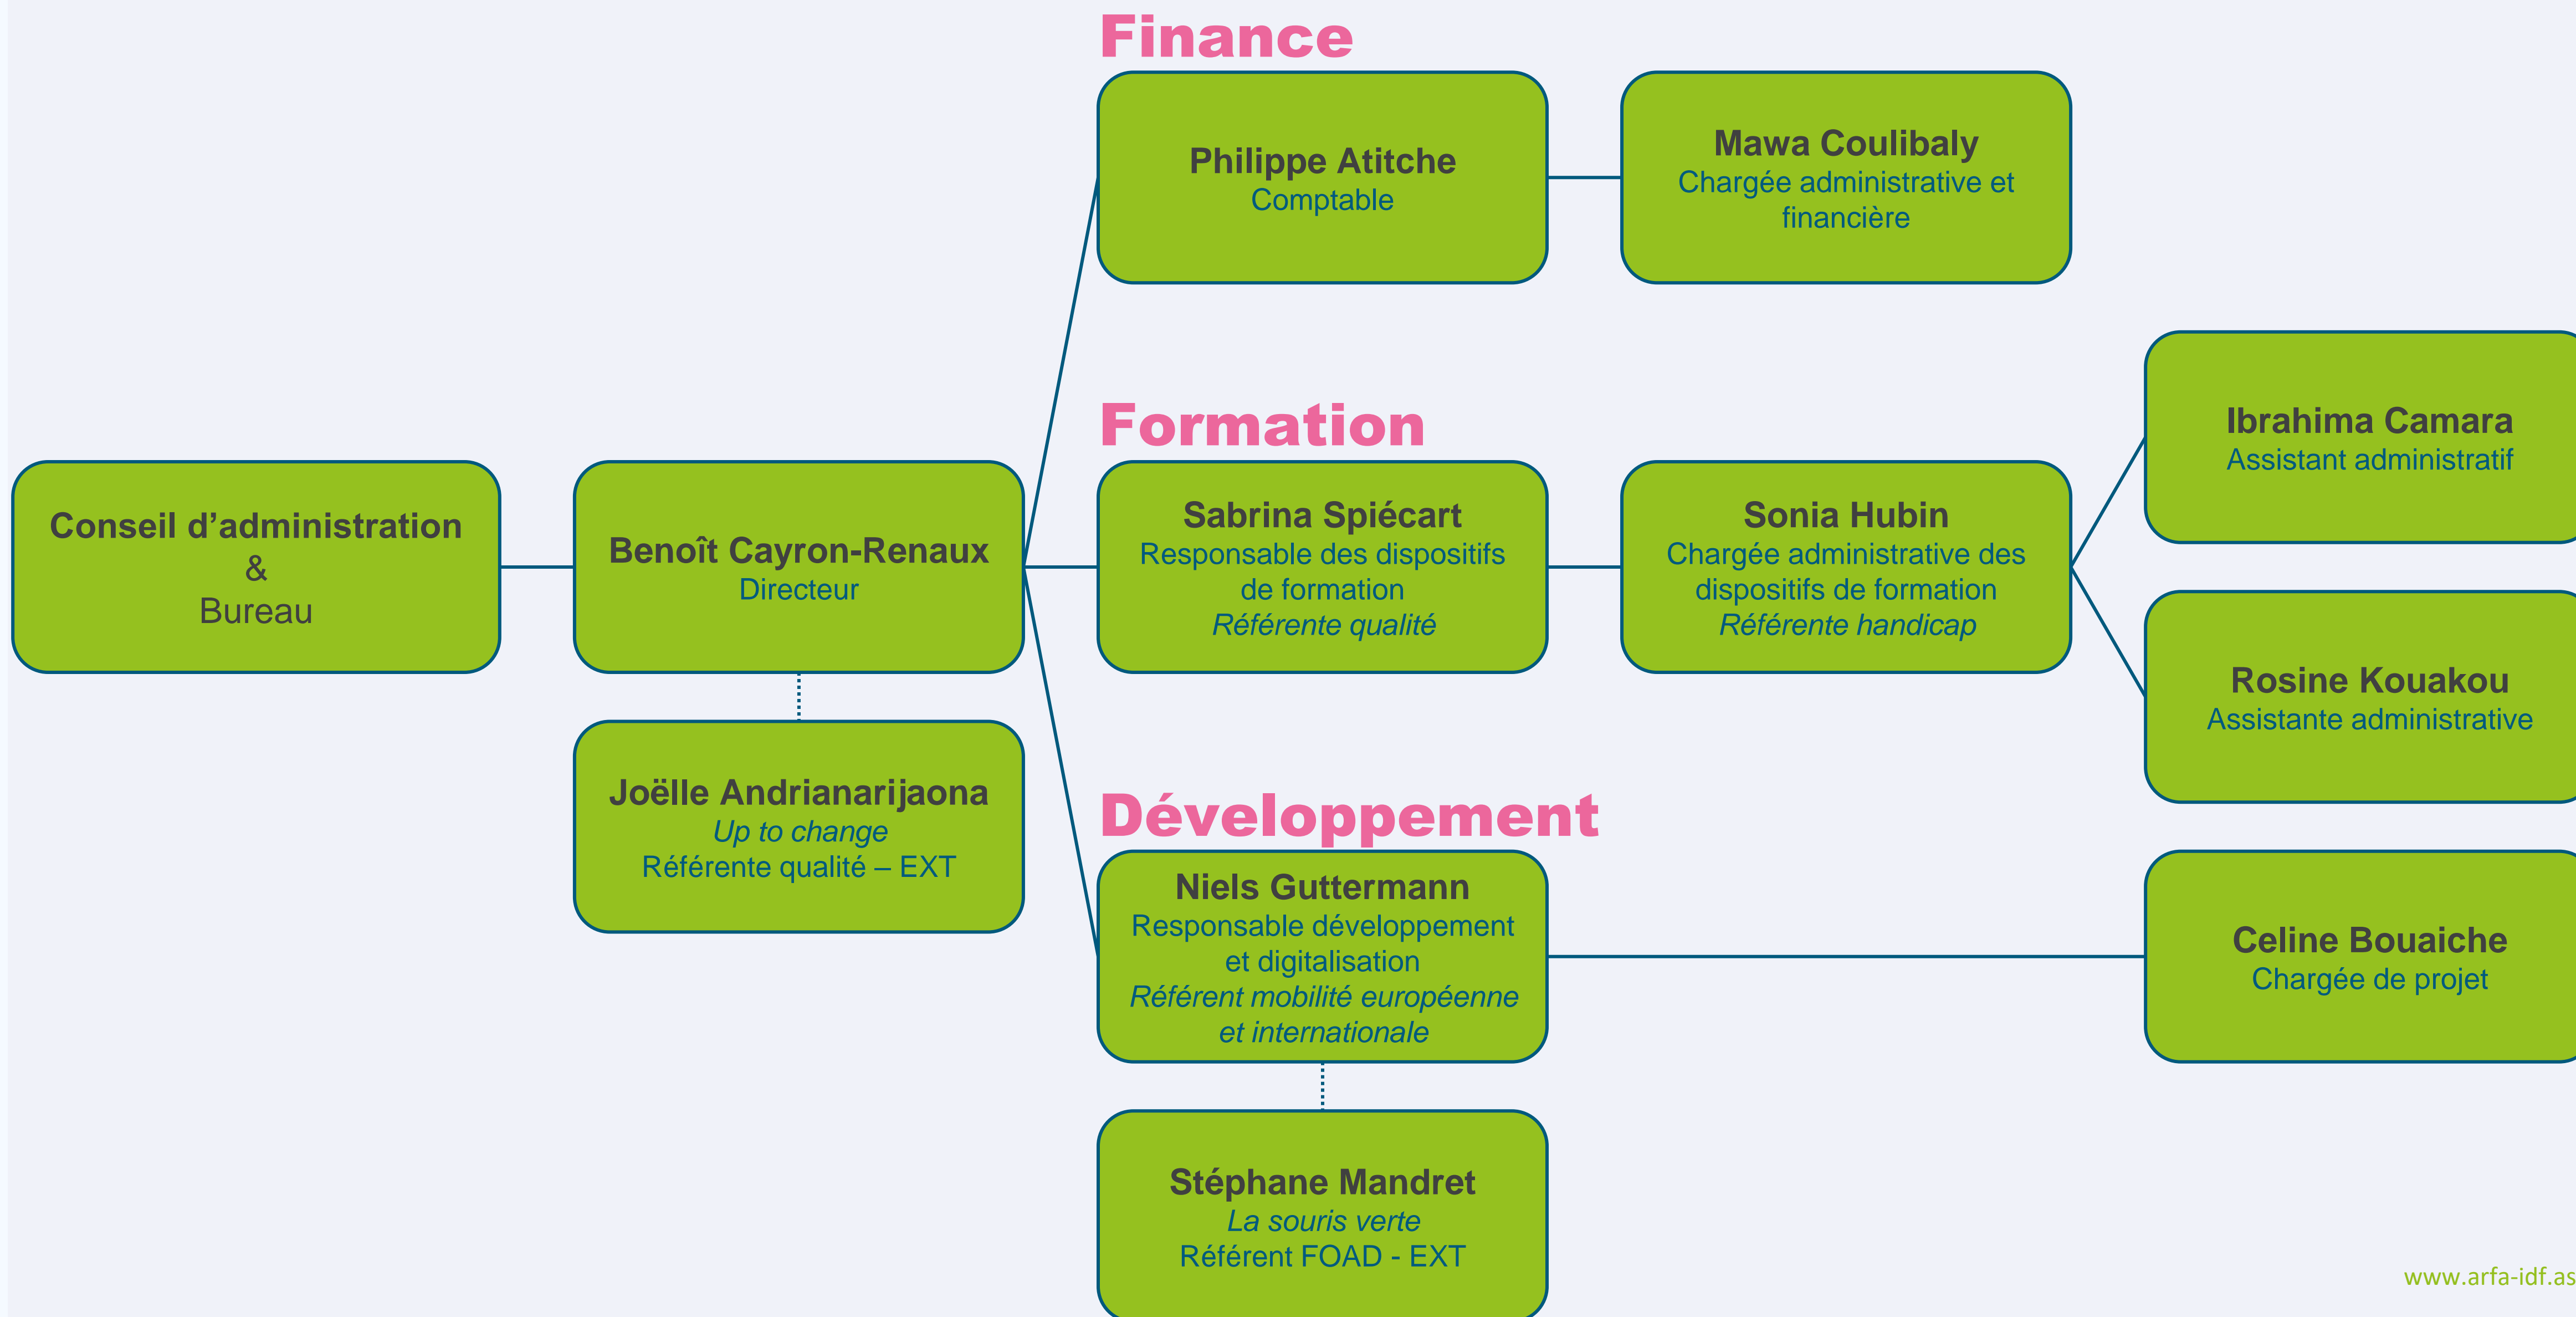 Finance
Philippe Atitche
Comptable
Mawa Coulibaly
Chargée administrative et
financière
Formation
Conseil d’administration
&
Bureau
Benoît Cayron-Renaux
Directeur
Sabrina Spiécart
Responsable des dispositifs
de formation
Référente qualité
Sonia Hubin
Chargée administrative des
dispositifs de formation
Référente handicap
Ibrahima Camara
Assistant administratif
Rosine Kouakou
Assistante administrative
Joëlle Andrianarijaona
Up to change
Référente qualité – EXT
Développement
Niels Guttermann
Responsable développement
et digitalisation
Référent mobilité européenne
et internationale
Celine Bouaiche
Chargée de projet
Stéphane Mandret
La souris verte
Référent FOAD - EXT
www.arfa-idf.as